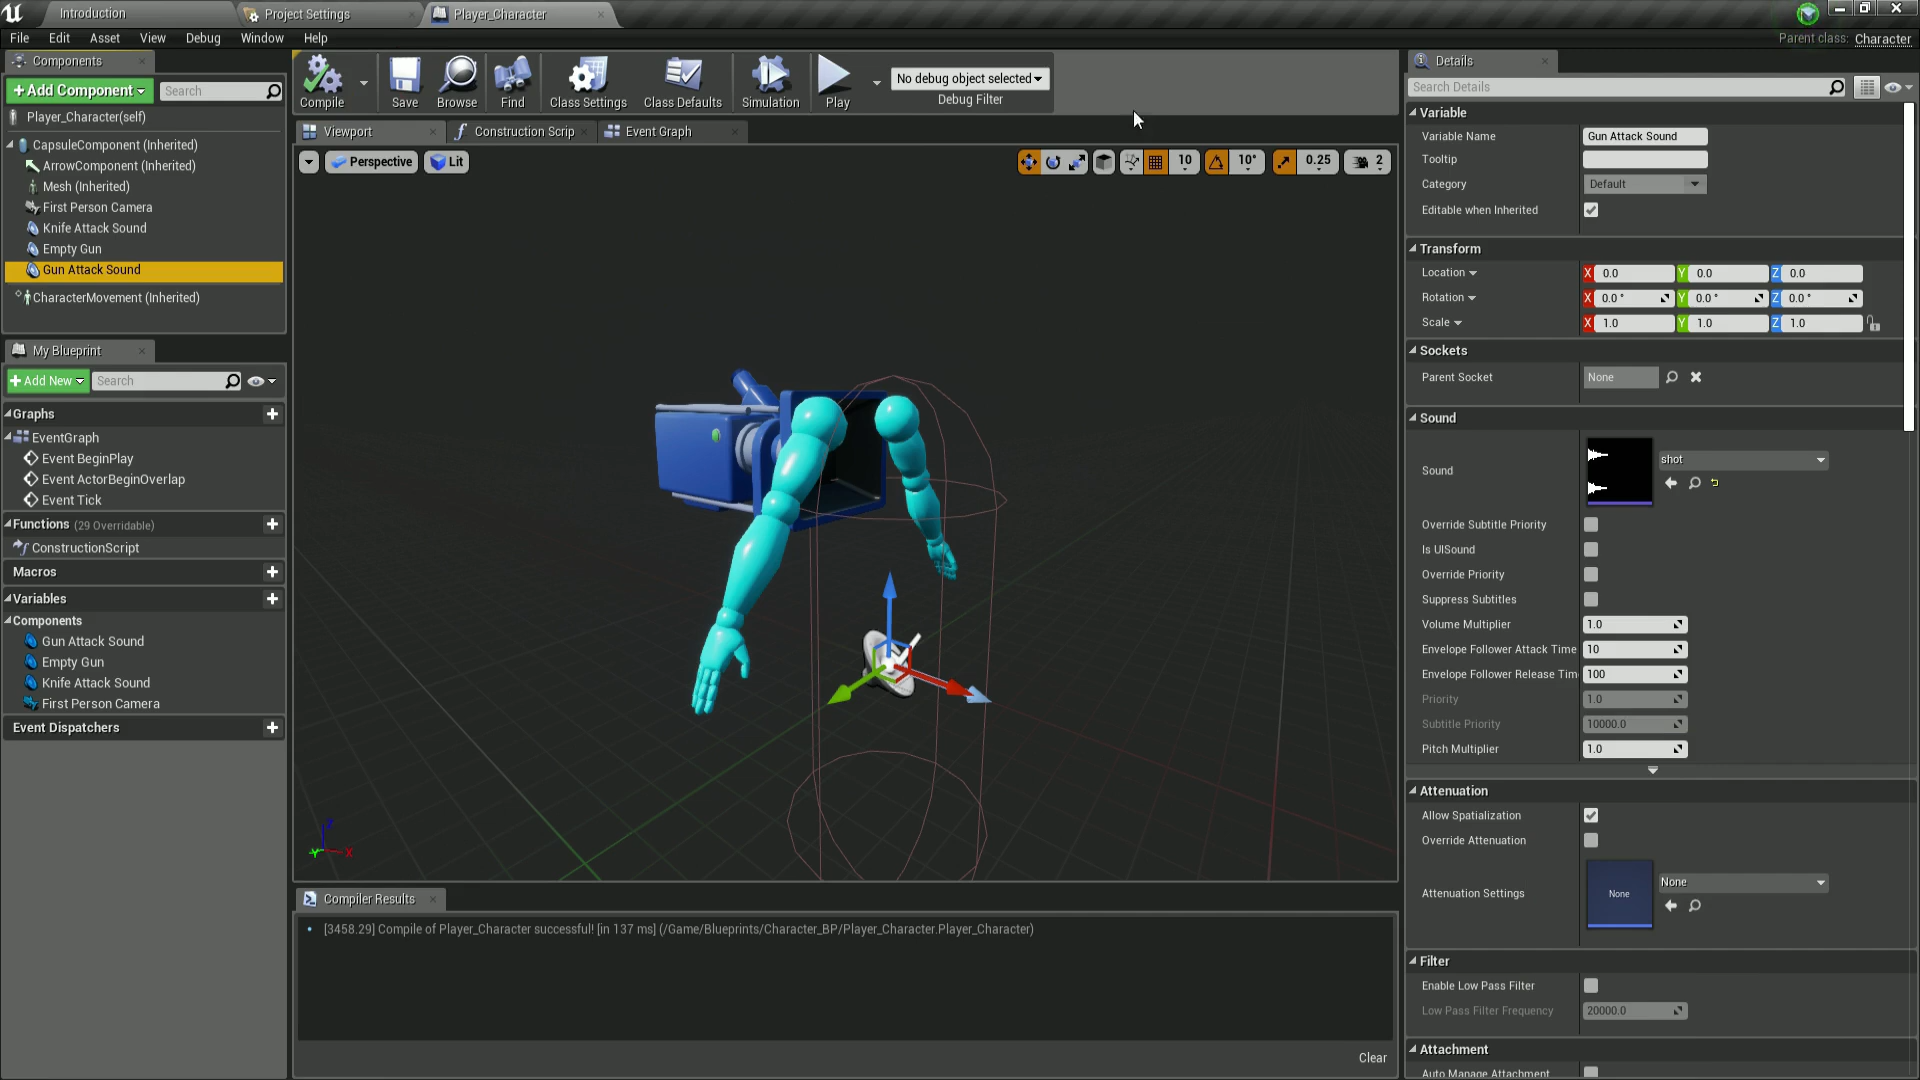 Introduction
Project Settings
Player_Character
File
Edit
Asset
View
Debug
Window
Help
Parent class: Character
Components
+Add Component
Search
Player_Character(self)
CapsuleComponent (Inherited)
ArrowComponent (Inherited)
Mesh (Inherited)
First Person Camera
Knife Attack Sound
Empty Gun
Gun Attack Sound
CharacterMovement (Inherited)
My Blueprint
+Add New
Search
Graphs
EventGraph
Event BeginPlay
Event ActorBeginOverlap
Event Tick
Functions (29 Overridable)
ConstructionScript
Macros
Variables
Components
Gun Attack Sound
Empty Gun
Knife Attack Sound
First Person Camera
Event Dispatchers
Compile
Save
Browse
Find
Class Settings
Class Defaults
Simulation
Play
No debug object selected
Debug Filter
Viewport
Construction Scrip
Event Graph
Perspective
Lit
10
10°
0.25
2
Z
Y
X
Compiler Results
[3458.29] Compile of Player_Character successful! [in 137 ms] (/Game/Blueprints/Character_BP/Player_Character.Player_Character)
Clear
Details
Search Details
Variable
Variable Name Gun Attack Sound
Tooltip
Category Default
Editable when Inherited
Transform
Location X 0.0 Y 0.0 Z 0.0
Rotation X 0.0 ° Y 0.0 ° Z 0.0 °
Scale X 1.0 Y 1.0 Z 1.0
Sockets
Parent Socket None
Sound
Sound shot
Override Subtitle Priority
Is UISound
Override Priority
Suppress Subtitles
Volume Multiplier 1.0
Envelope Follower Attack Time 10
Envelope Follower Release Tim 100
Priority 1.0
Subtitle Priority 10000.0
Pitch Multiplier 1.0
Attenuation
Allow Spatialization
Override Attenuation
Attenuation Settings None None
Filter
Enable Low Pass Filter
Low Pass Filter Frequency 20000.0
Attachment
Auto Manage Attachment